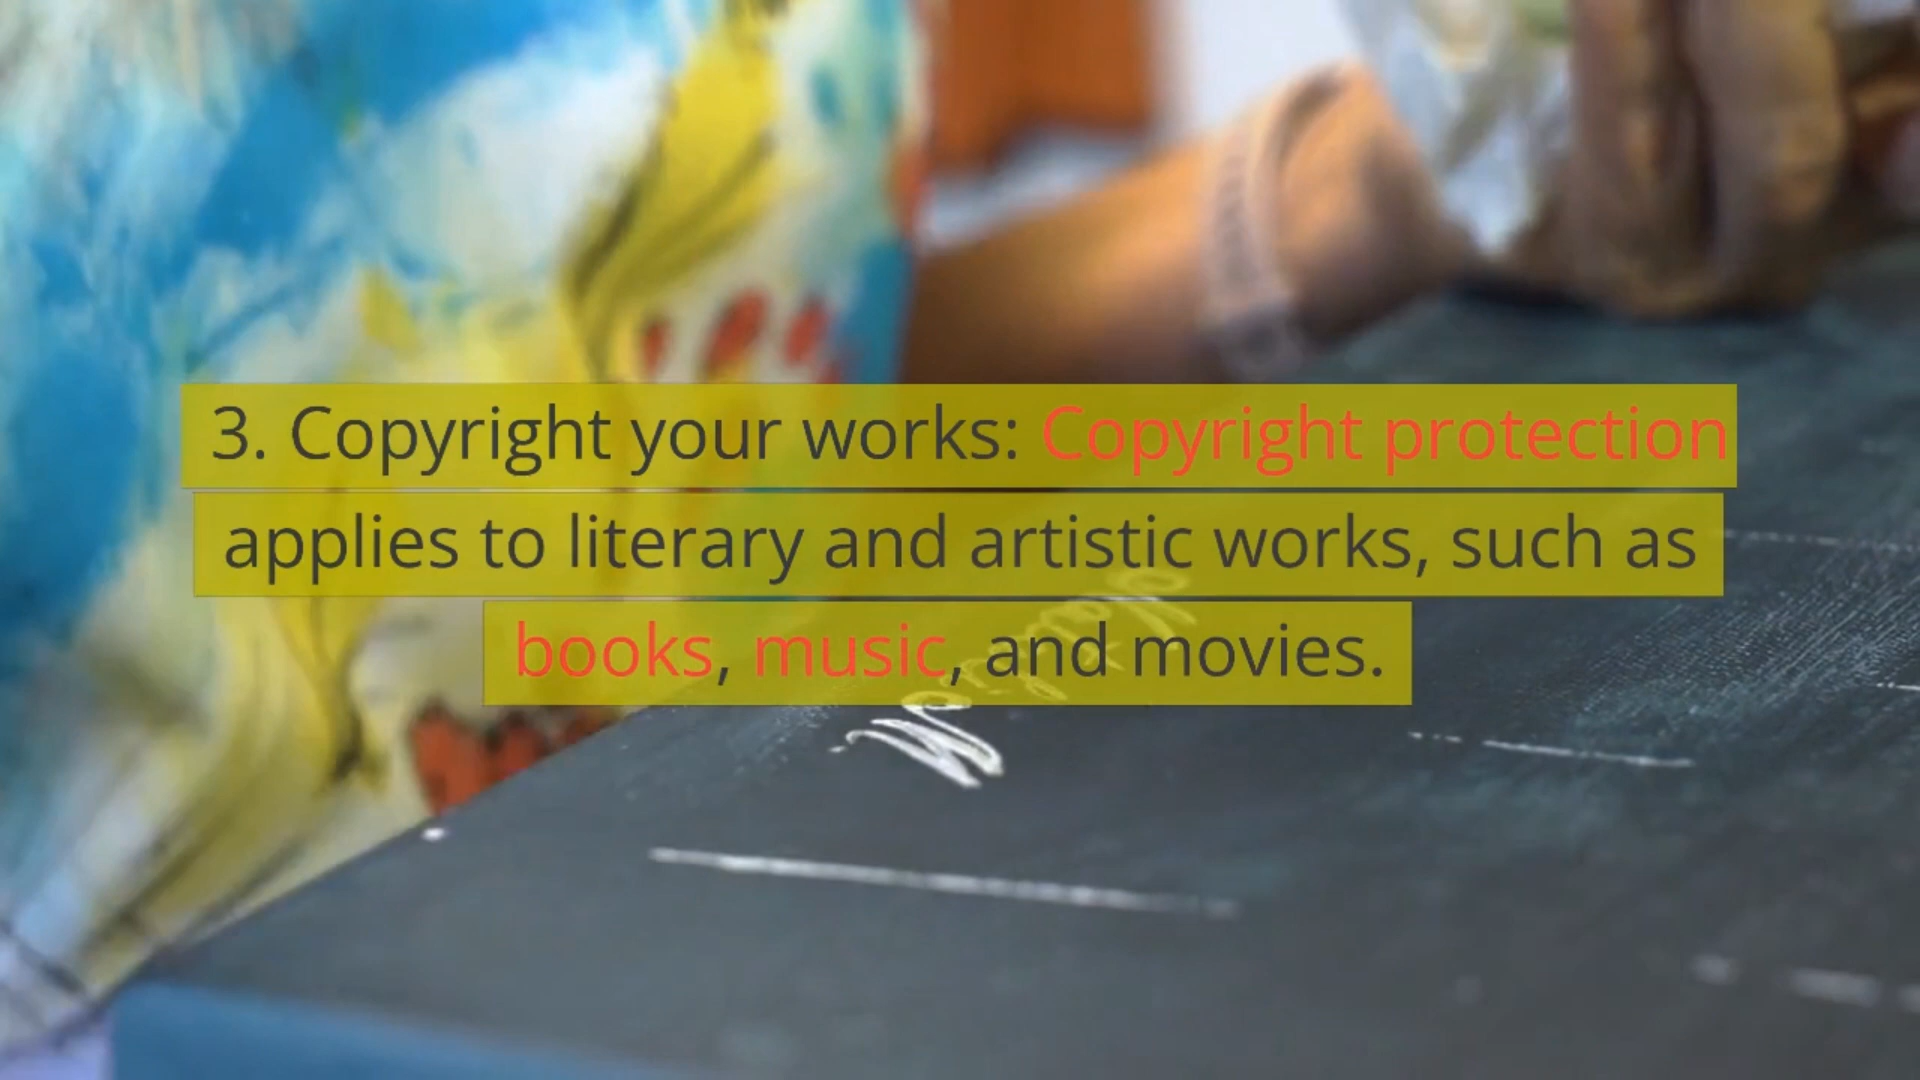 3. Copyright your works: Copyright protection
applies to literary and artistic works, such as
books, music, and movies.